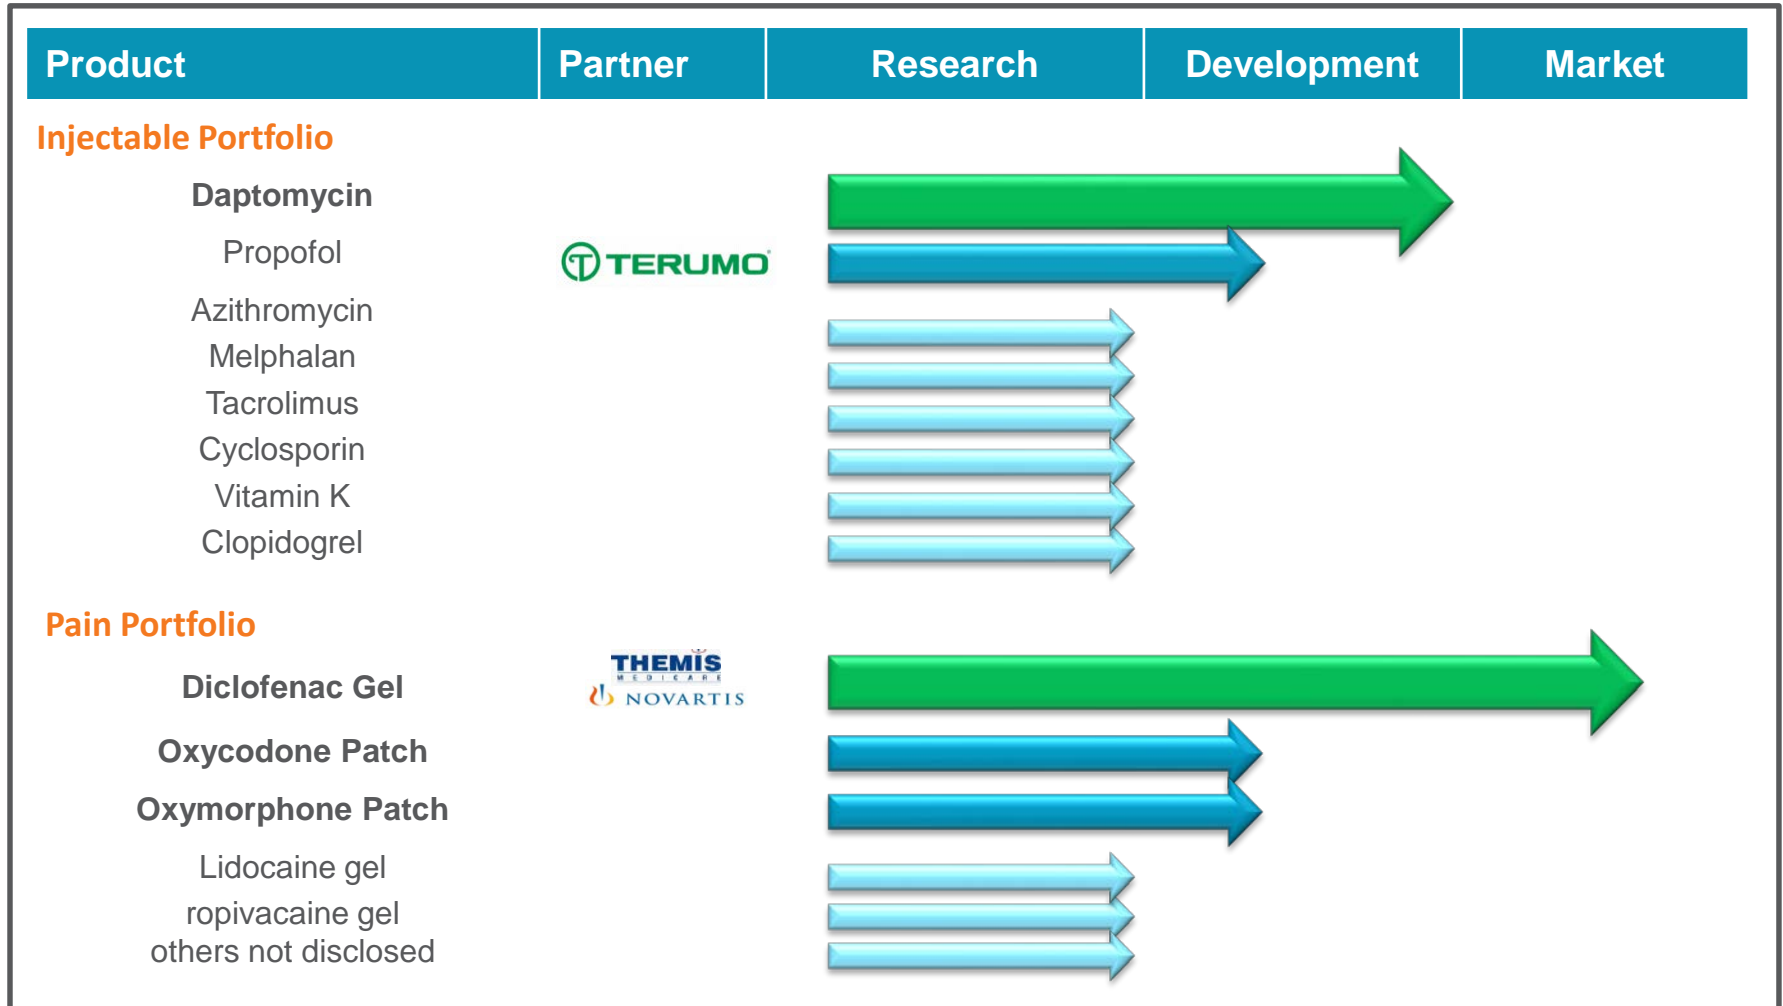 Product Partner Research Development Market
Injectable Portfolio
Daptomycin
Propofol TERUMO®
Azithromycin
Melphalan
Tacrolimus
Cyclosporin
Vitamin K
Clopidogrel
Pain Portfolio
THEMIS
MEDICARE
Diclofenac Gel
NOVARTIS
Oxycodone Patch
Oxymorphone Patch
Lidocaine gel
ropivacaine gel
others not disclosed